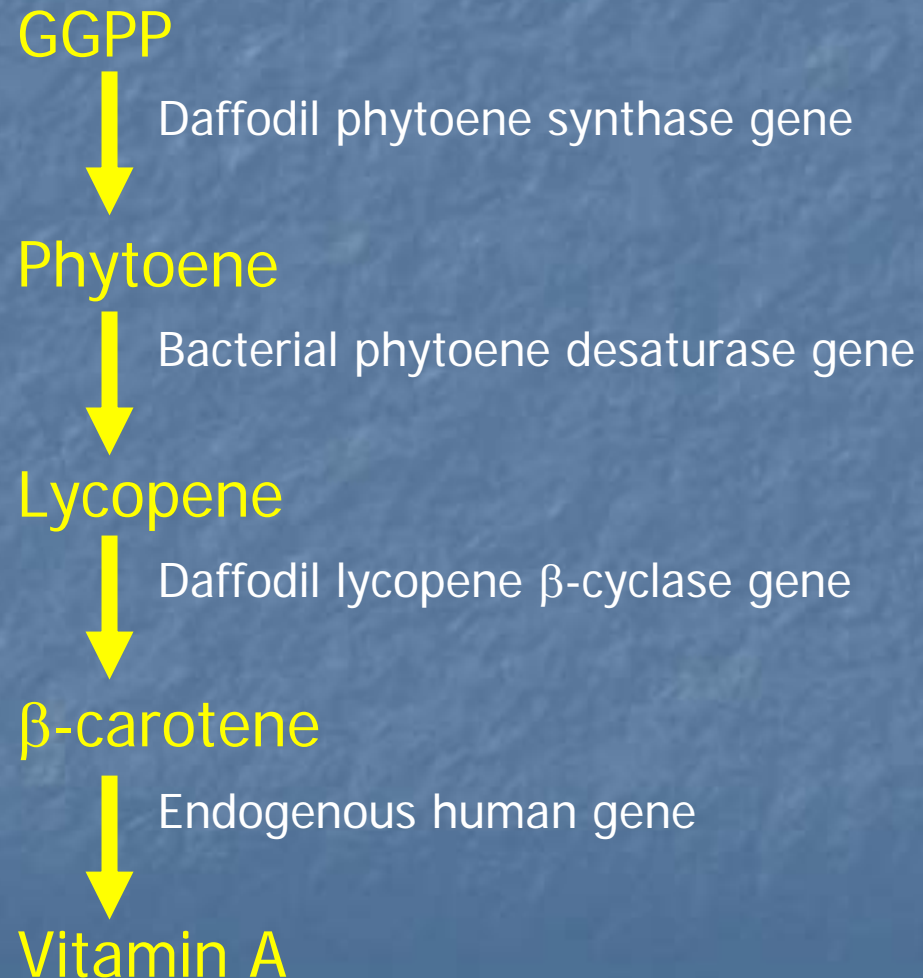 GGPP
Daffodil phytoene synthase gene
Phytoene
Bacterial phytoene desaturase gene
Lycopene
Daffodil lycopene β-cyclase gene
β-carotene
Endogenous human gene
Vitamin A